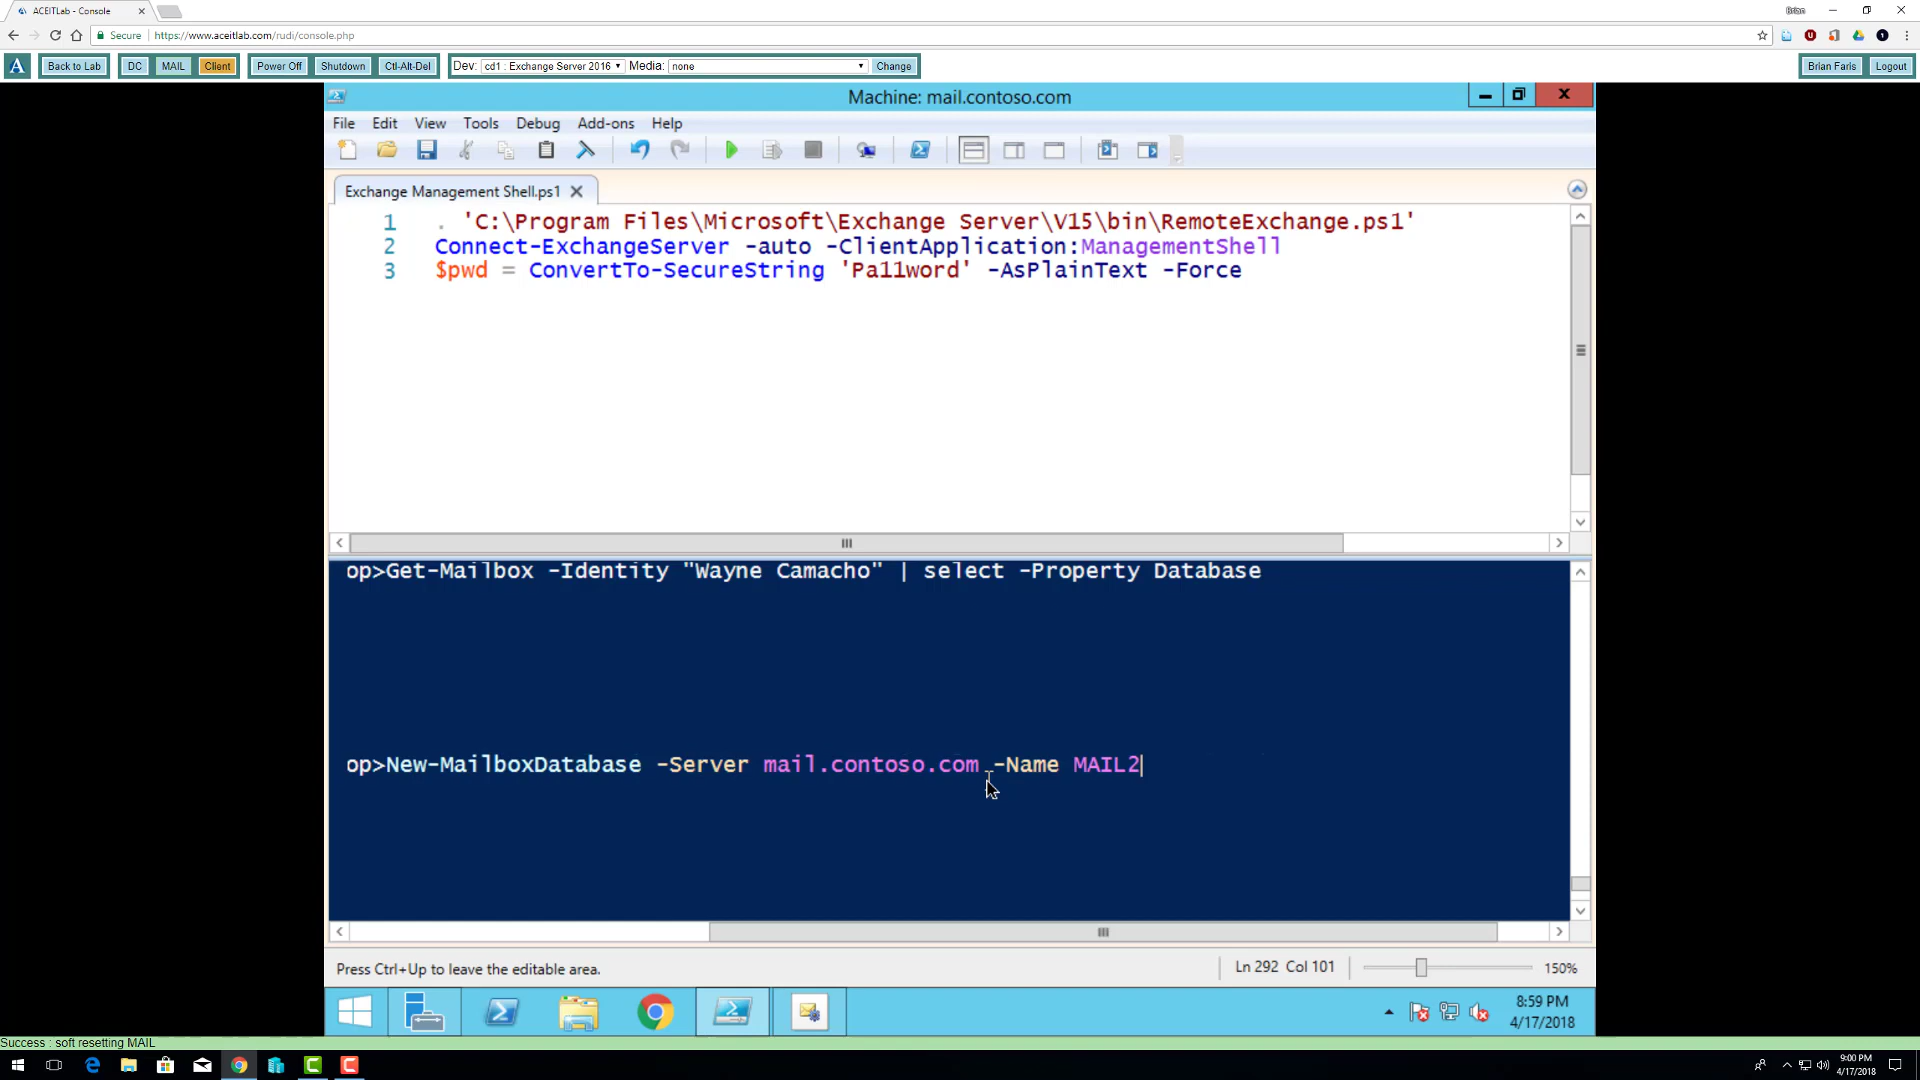 ACEITLab - Console
Brian
Secure https://www.aceitlab.com/rudi/console.php
Back to Lab DC MAIL Client Power Off Shutdown Ctl-Alt-Del Dev: cd1 : Exchange Server 2016 Media: none Change Brian Faris Logout
Machine: mail.contoso.com
File Edit View Tools Debug Add-ons Help
Exchange Management Shell.ps1
1 . 'C:\Program Files\Microsoft\Exchange Server\V15\bin\RemoteExchange.ps1'
2 Connect-ExchangeServer -auto -ClientApplication:ManagementShell
3 $pwd = ConvertTo-SecureString 'Pa11word' -AsPlainText -Force
op>Get-Mailbox -Identity "Wayne Camacho" | select -Property Database
op>New-MailboxDatabase -Server mail.contoso.com -Name MAIL2
Press Ctrl+Up to leave the editable area.
Ln 292 Col 101
150%
8:59 PM
4/17/2018
Success : soft resetting MAIL
9:00 PM
4/17/2018